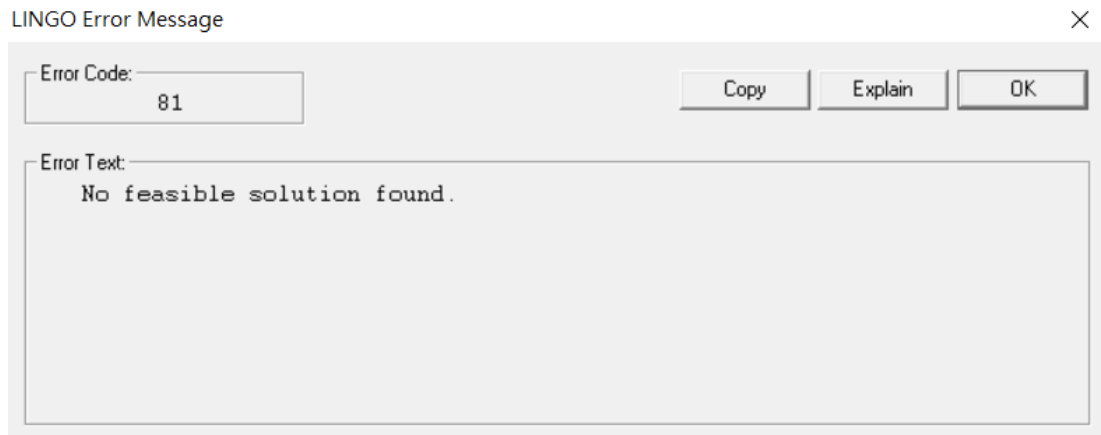 LINGO Error Message
Error Code:
81
Copy
Explain
OK
Error Text:
No feasible solution found.